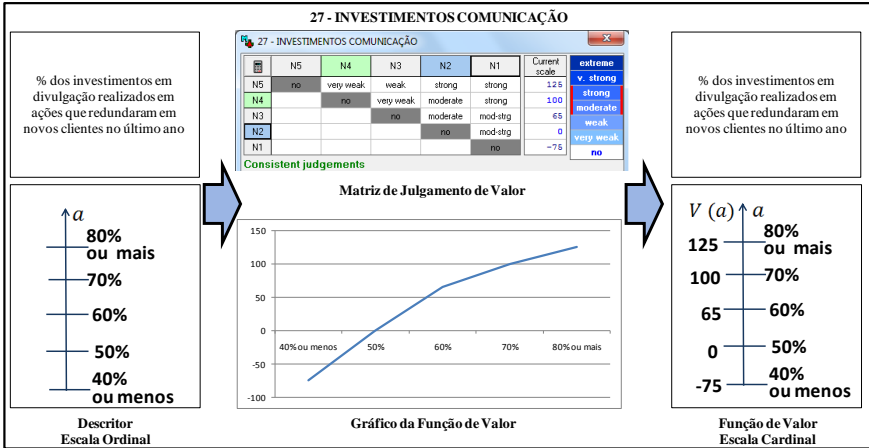 27 - INVESTIMENTOS COMUNICAÇÃO
% dos investimentos em
divulgação realizados em
ações que redundaram em
novos clientes no último ano
27 - INVESTIMENTOS COMUNICAÇÃO
X
N5 N4 N3 N2 N1 Current scale
N5 no very weak weak strong strong 125
N4 no very weak moderate strong 100
N3 no moderate mod-strg 65
N2 no mod-strg 0
N1 no -75
extreme
v. strong
strong
moderate
weak
very weak
no
Consistent judgements
Matriz de Julgamento de Valor
% dos investimentos em
divulgação realizados em
ações que redundaram em
novos clientes no último ano
a
80%
ou mais
70%
60%
50%
40%
ou menos
Descritor
Escala Ordinal
150
100
50
0
-50
-100
40% ou menos 50% 60% 70% 80% ou mais
Gráfico da Função de Valor
V (a) a
125 80%
ou mais
100 70%
65 60%
0 50%
-75 40%
ou menos
Função de Valor
Escala Cardinal